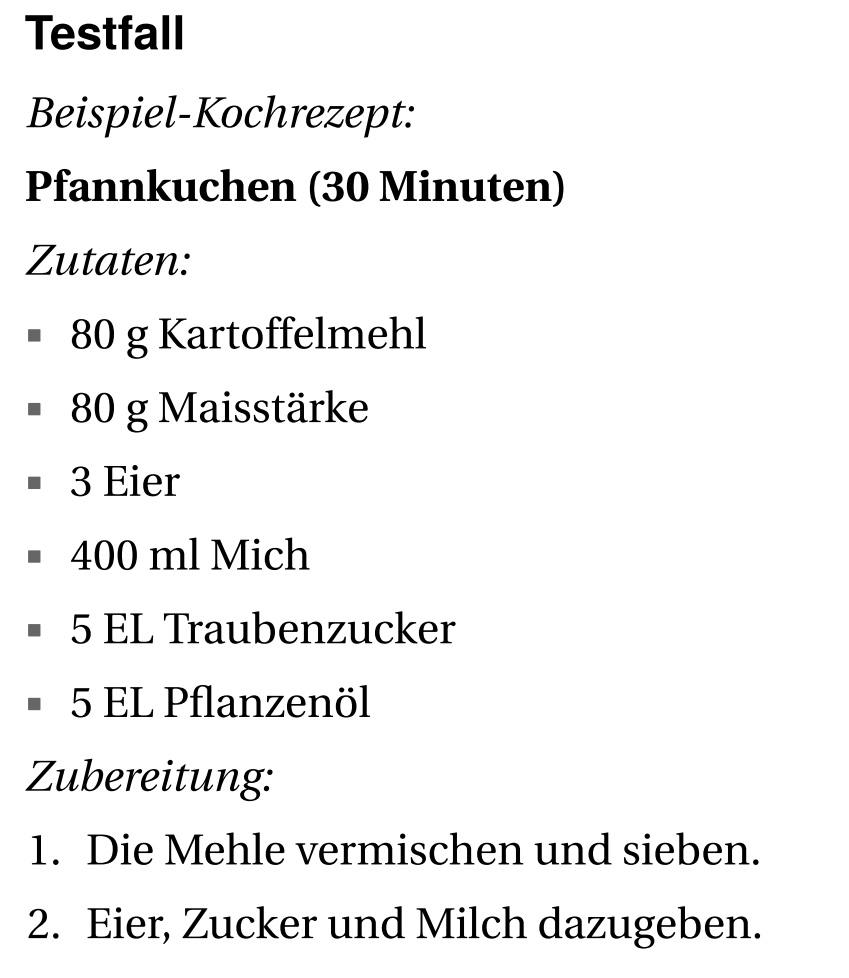 Testfall
Beispiel-Kochrezept:
Pfannkuchen (30 Minuten)
Zutaten:
▪ 80 g Kartoffelmehl
▪ 80 g Maisstärke
▪ 3 Eier
▪ 400 ml Mich
▪ 5 EL Traubenzucker
▪ 5 EL Pflanzenöl
Zubereitung:
1. Die Mehle vermischen und sieben.
2. Eier, Zucker und Milch dazugeben.